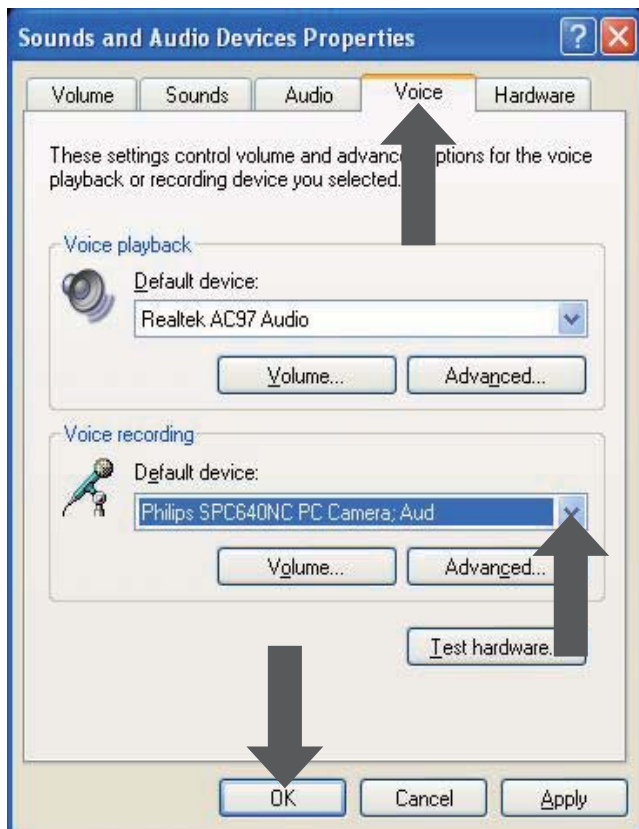 Sounds and Audio Devices Properties
Volume
Sounds
Audio
Voice
Hardware
These settings control volume and options for the voice
playback or recording device you selected.
Voice playback
Default device:
Realtek AC97 Audio
Volume...
Advanced...
Voice recording
Default device:
Philips SPC640NC PC Camera; Aud
Volume...
Advanced...
Test hardware...
OK
Cancel
Apply